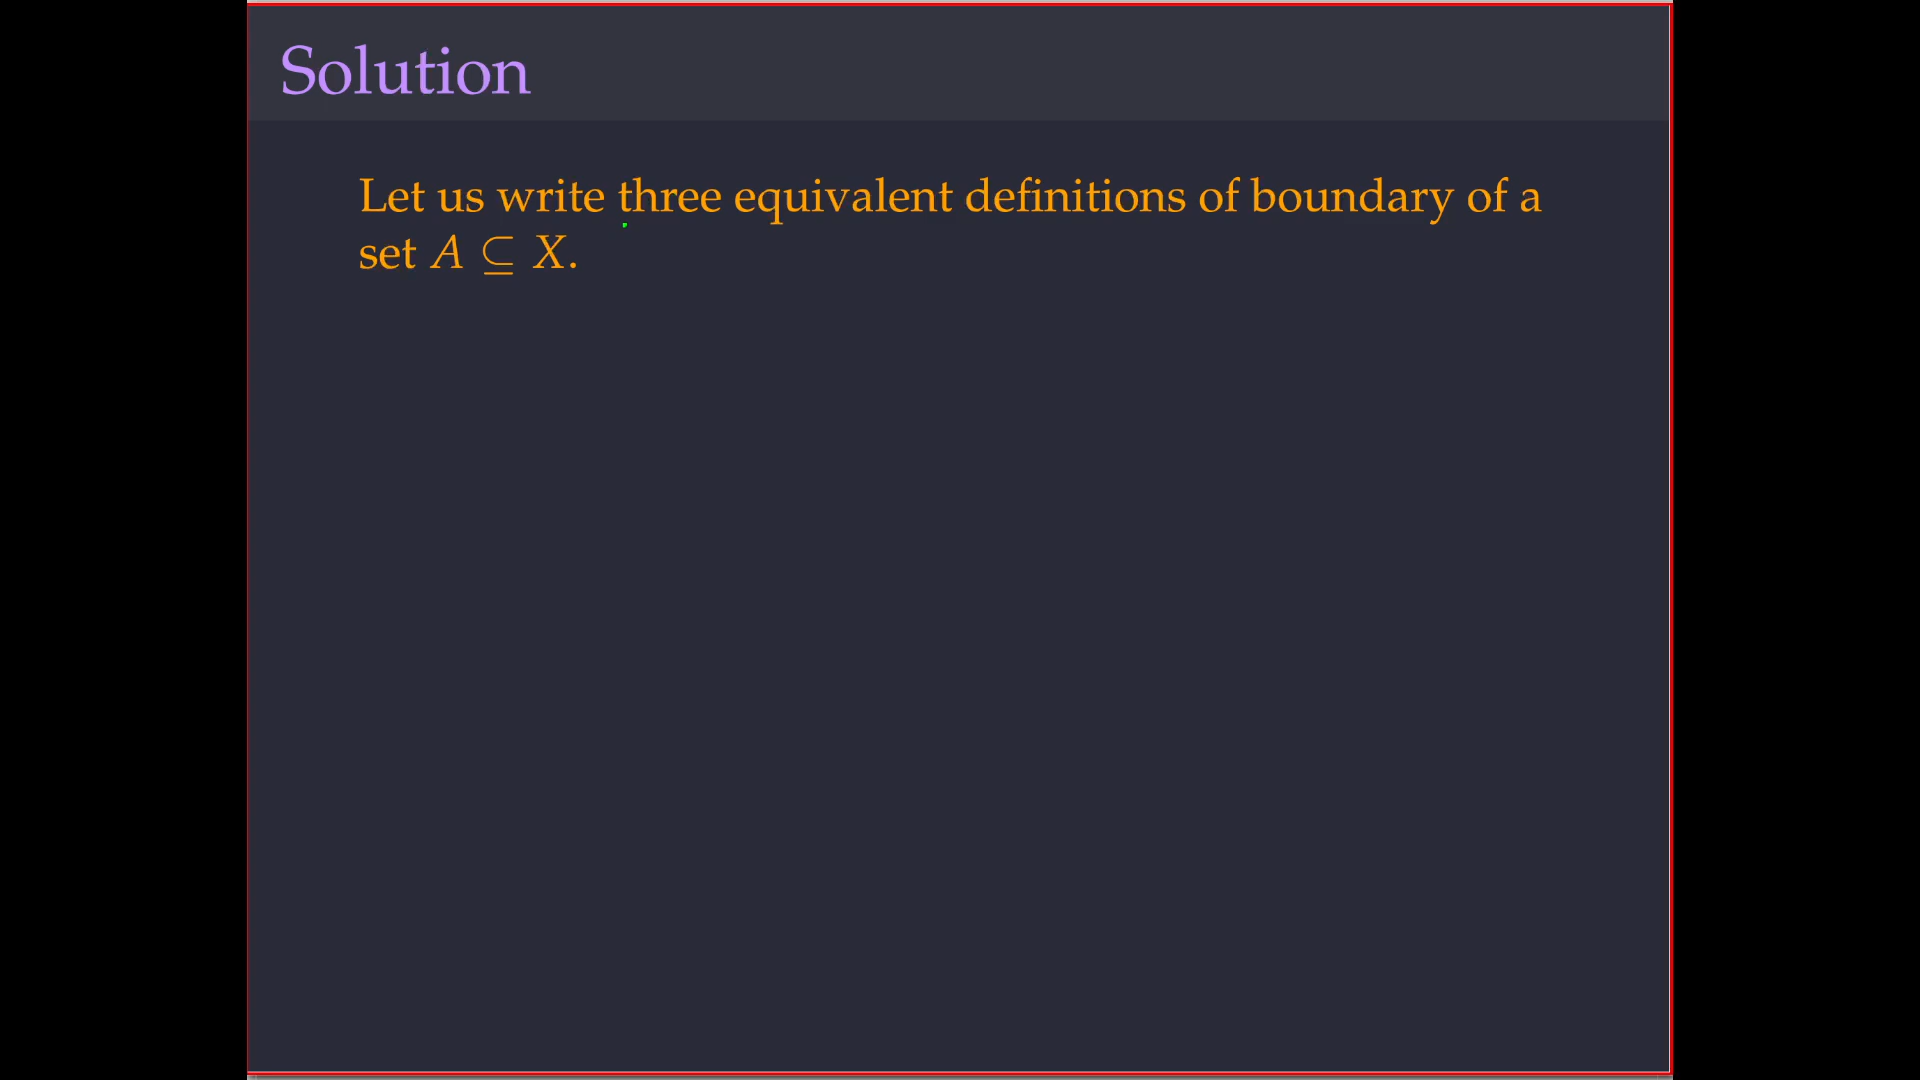 Solution
Let us write three equivalent definitions of boundary of a
set A ⊆ X.